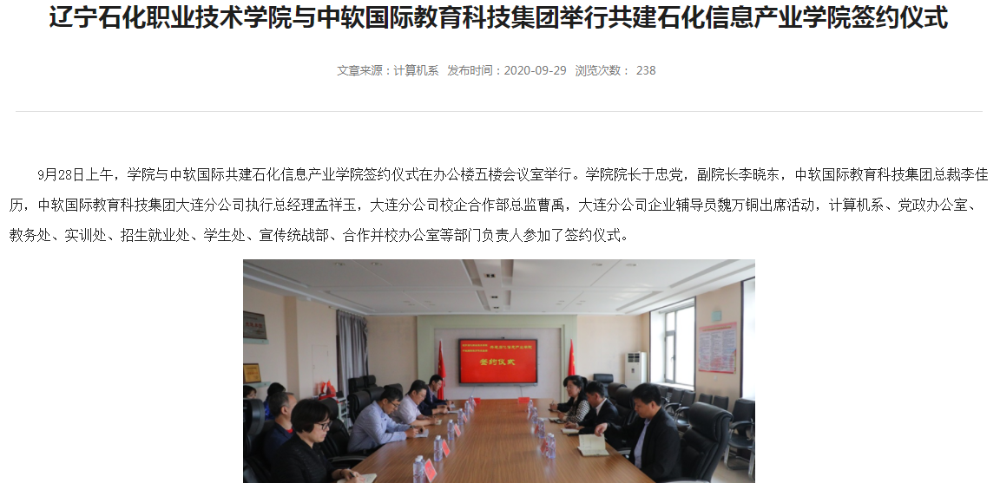 辽宁石化职业技术学院与中软国际教育科技集团举行共建石化信息产业学院签约仪式
文章来源：计算机系 发布时间：2020-09-29 浏览次数： 238
9月28日上午，学院与中软国际共建石化信息产业学院签约仪式在办公楼五楼会议室举行。学院院长于忠党，副院长李晓东，中软国际教育科技集团总裁李佳
历，中软国际教育科技集团大连分公司执行总经理孟祥玉，大连分公司校企合作部总监曹禹，大连分公司企业辅导员魏万铜出席活动，计算机系、党政办公室、
教务处、实训处、招生就业处、学生处、宣传统战部、合作并校办公室等部门负责人参加了签约仪式。
共建石化信息产业学院
签约仪式